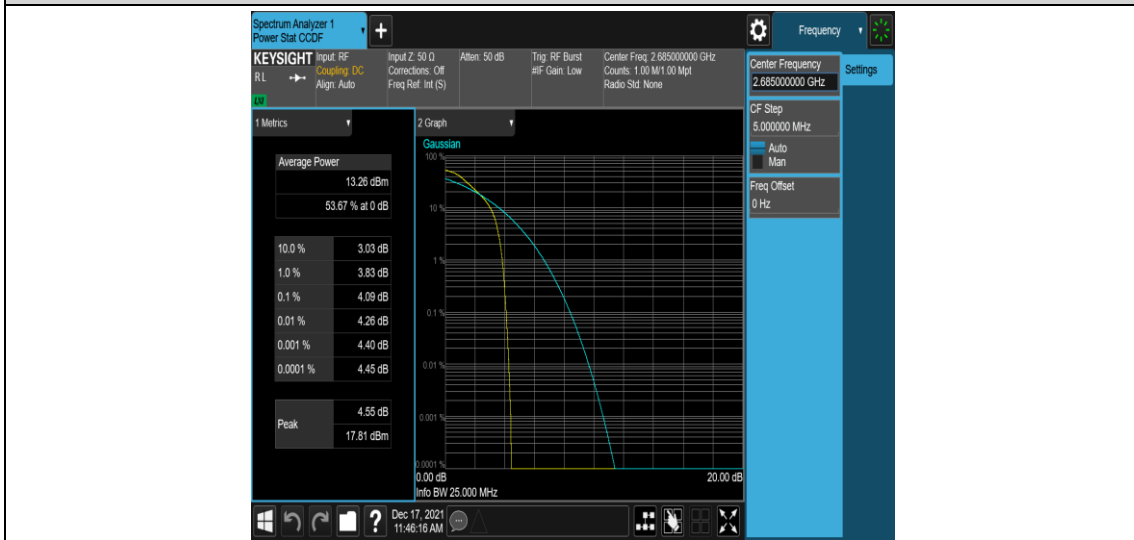 Spectrum Analyzer 1
Power Stat CCDF
+
Frequency
KEYSIGHT
RL
LXI
Input: RF
Coupling: DC
Align: Auto
Input Z: 50 Ω
Corrections: Off
Freq Ref: Int (S)
Atten: 50 dB
Trig: RF Burst
#IF Gain: Low
Center Freq: 2.685000000 GHz
Counts: 1.00 M/1.00 Mpt
Radio Std: None
Center Frequency
2.685000000 GHz
Settings
CF Step
5.000000 MHz
Auto
Man
Freq Offset
0 Hz
1 Metrics
Average Power
13.26 dBm
53.67 % at 0 dB
10.0 % 3.03 dB
1.0 % 3.83 dB
0.1 % 4.09 dB
0.01 % 4.26 dB
0.001 % 4.40 dB
0.0001 % 4.45 dB
Peak
4.55 dB
17.81 dBm
2 Graph
Gaussian
100 %
10 %
1 %
0.1 %
0.01 %
0.001 %
0.0001 %
0.00 dB 20.00 dB
Info BW 25.000 MHz
?
Dec 17, 2021
11:46:16 AM